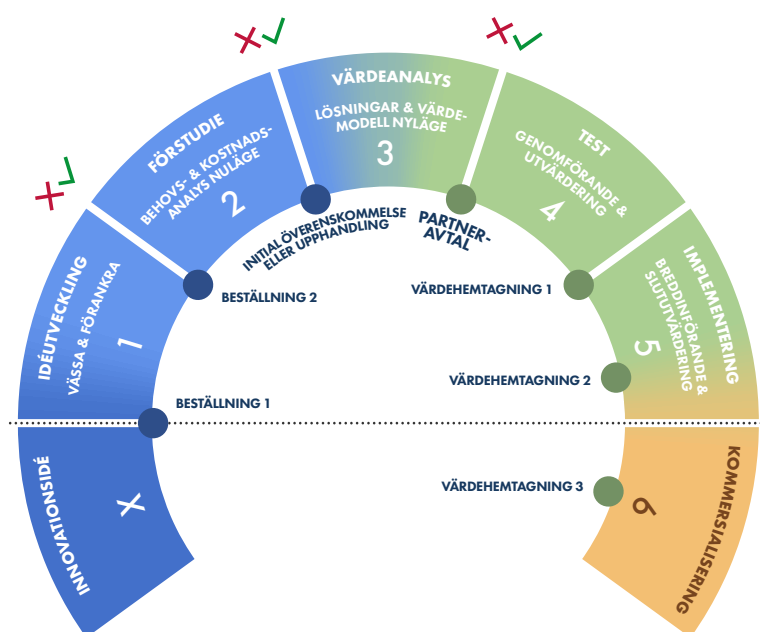 INNOVATIONSIDÉ
X
BESTÄLLNING 1
IDÉUTVECKLING
VÄSSA & FÖRANKRA
1
BESTÄLLNING 2
FÖRSTUDIE
BEHOVS- & KOSTNADS-
ANALYS NULÄGE
2
INITIAL ÖVERENSKOMMELSE
ELLER UPPHANDLING
VÄRDEANALYS
LÖSNINGAR & VÄRDE-
MODELL NYLÄGE
3
PARTNER-
AVTAL
TEST
GENOMFÖRANDE &
UTVÄRDERING
4
VÄRDEHEMTAGNING 1
IMPLEMENTERING
BREDDINFÖRANDE &
SLUTUTVÄRDERING
5
VÄRDEHEMTAGNING 2
VÄRDEHEMTAGNING 3
6
KOMMERSIALISERING